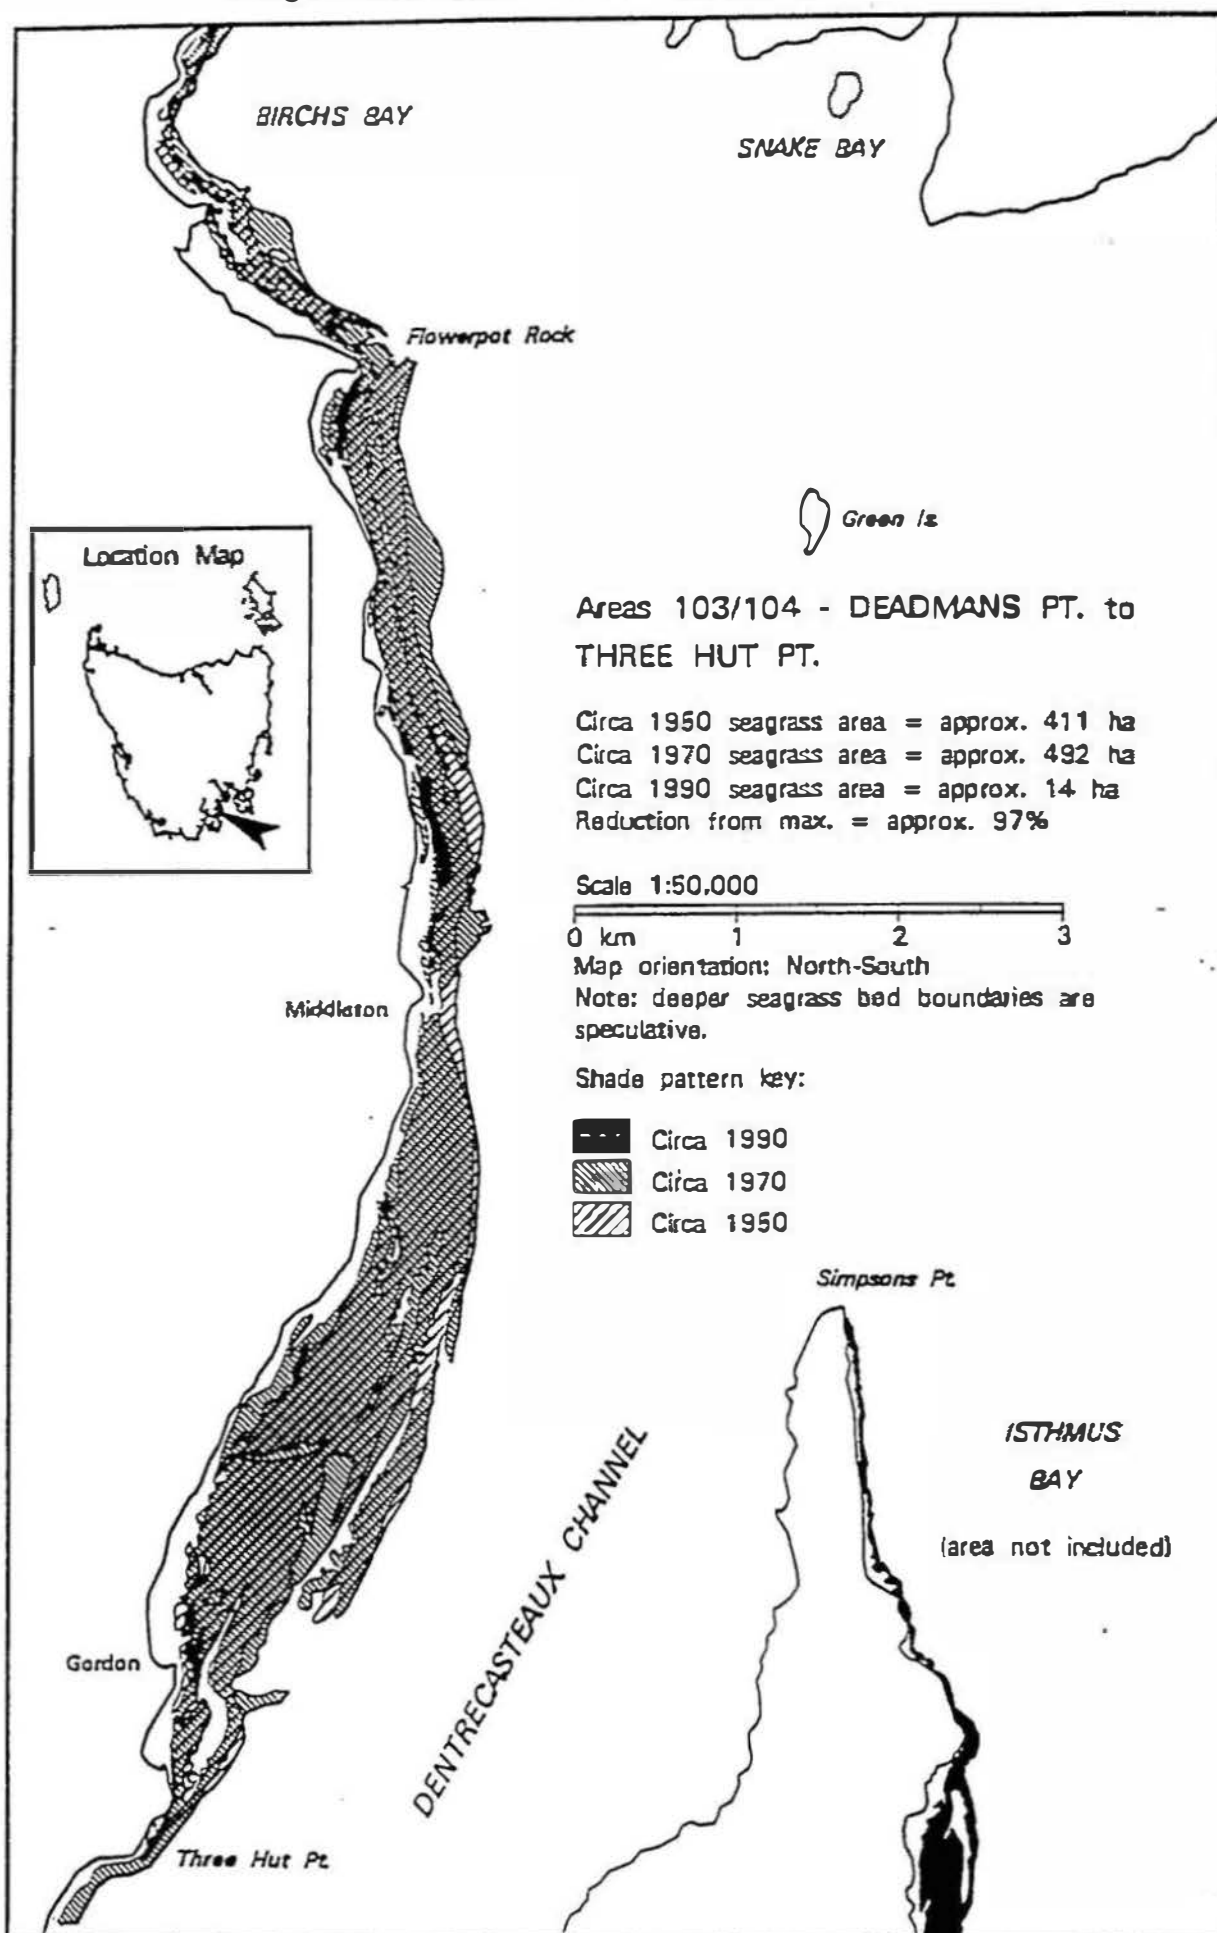 BIRCHS BAY
SNAKE BAY
Flowerpot Rock
Green Is
Location Map
Areas 103/104 - DEADMANS PT. to
THREE HUT PT.
Circa 1950 seagrass area = approx. 411 ha
Circa 1970 seagrass area = approx. 492 ha
Circa 1990 seagrass area = approx. 14 ha
Reduction from max. = approx. 97%
Scale 1:50,000
0 km 1 2 3
Map orientation: North-South
Note: deeper seagrass bed boundaries are
speculative.
Middleton
Shade pattern key:
Circa 1990
Circa 1970
Circa 1950
Simpsons Pt.
ISTHMUS
BAY
(area not included)
DENTRECASTEAUX CHANNEL
Gordon
Three Hut Pt.